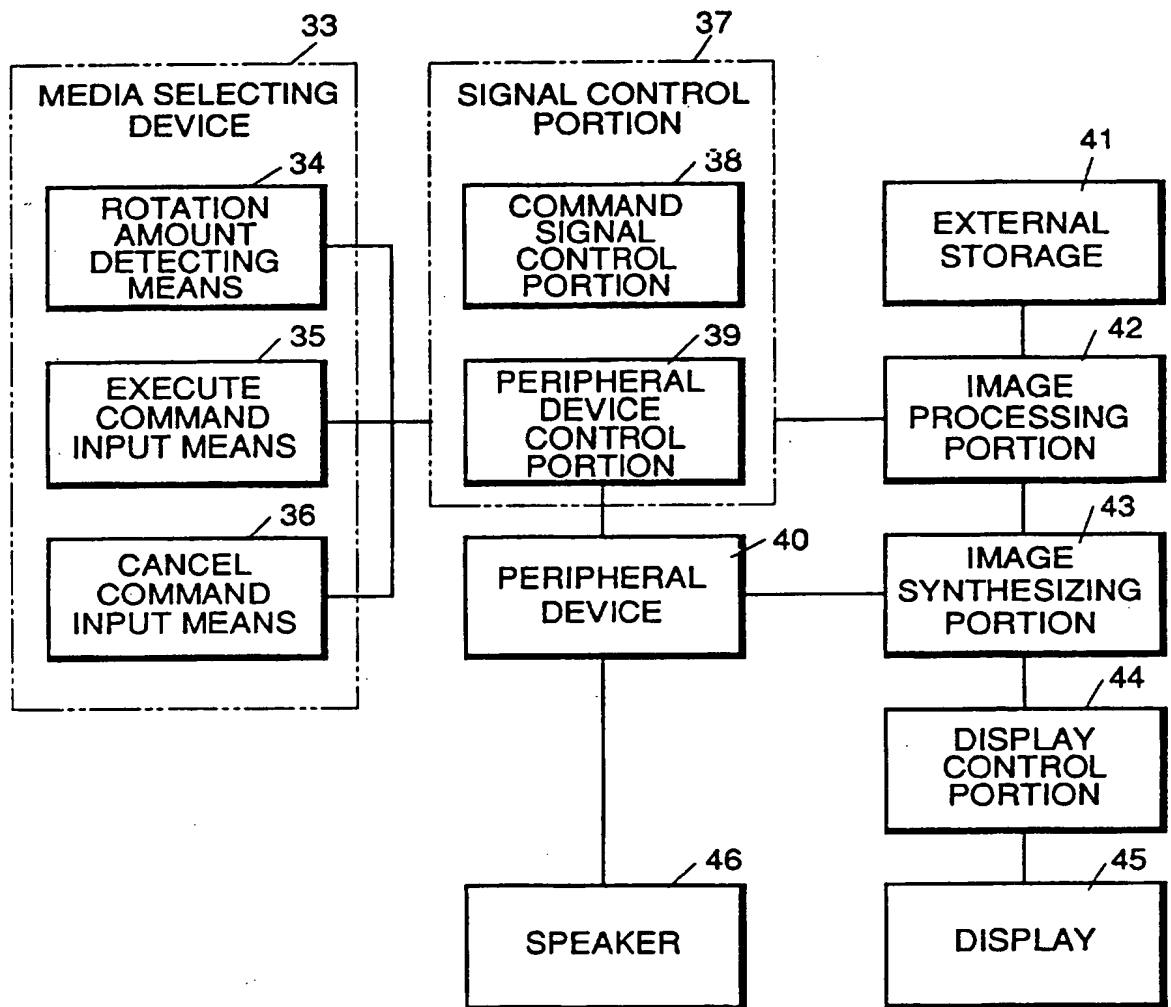 33
MEDIA SELECTING
DEVICE
34
ROTATION
AMOUNT
DETECTING
MEANS
35
EXECUTE
COMMAND
INPUT MEANS
36
CANCEL
COMMAND
INPUT MEANS
37
SIGNAL CONTROL
PORTION
38
COMMAND
SIGNAL
CONTROL
PORTION
39
PERIPHERAL
DEVICE
CONTROL
PORTION
40
PERIPHERAL
DEVICE
46
SPEAKER
41
EXTERNAL
STORAGE
42
IMAGE
PROCESSING
PORTION
43
IMAGE
SYNTHESIZING
PORTION
44
DISPLAY
CONTROL
PORTION
45
DISPLAY